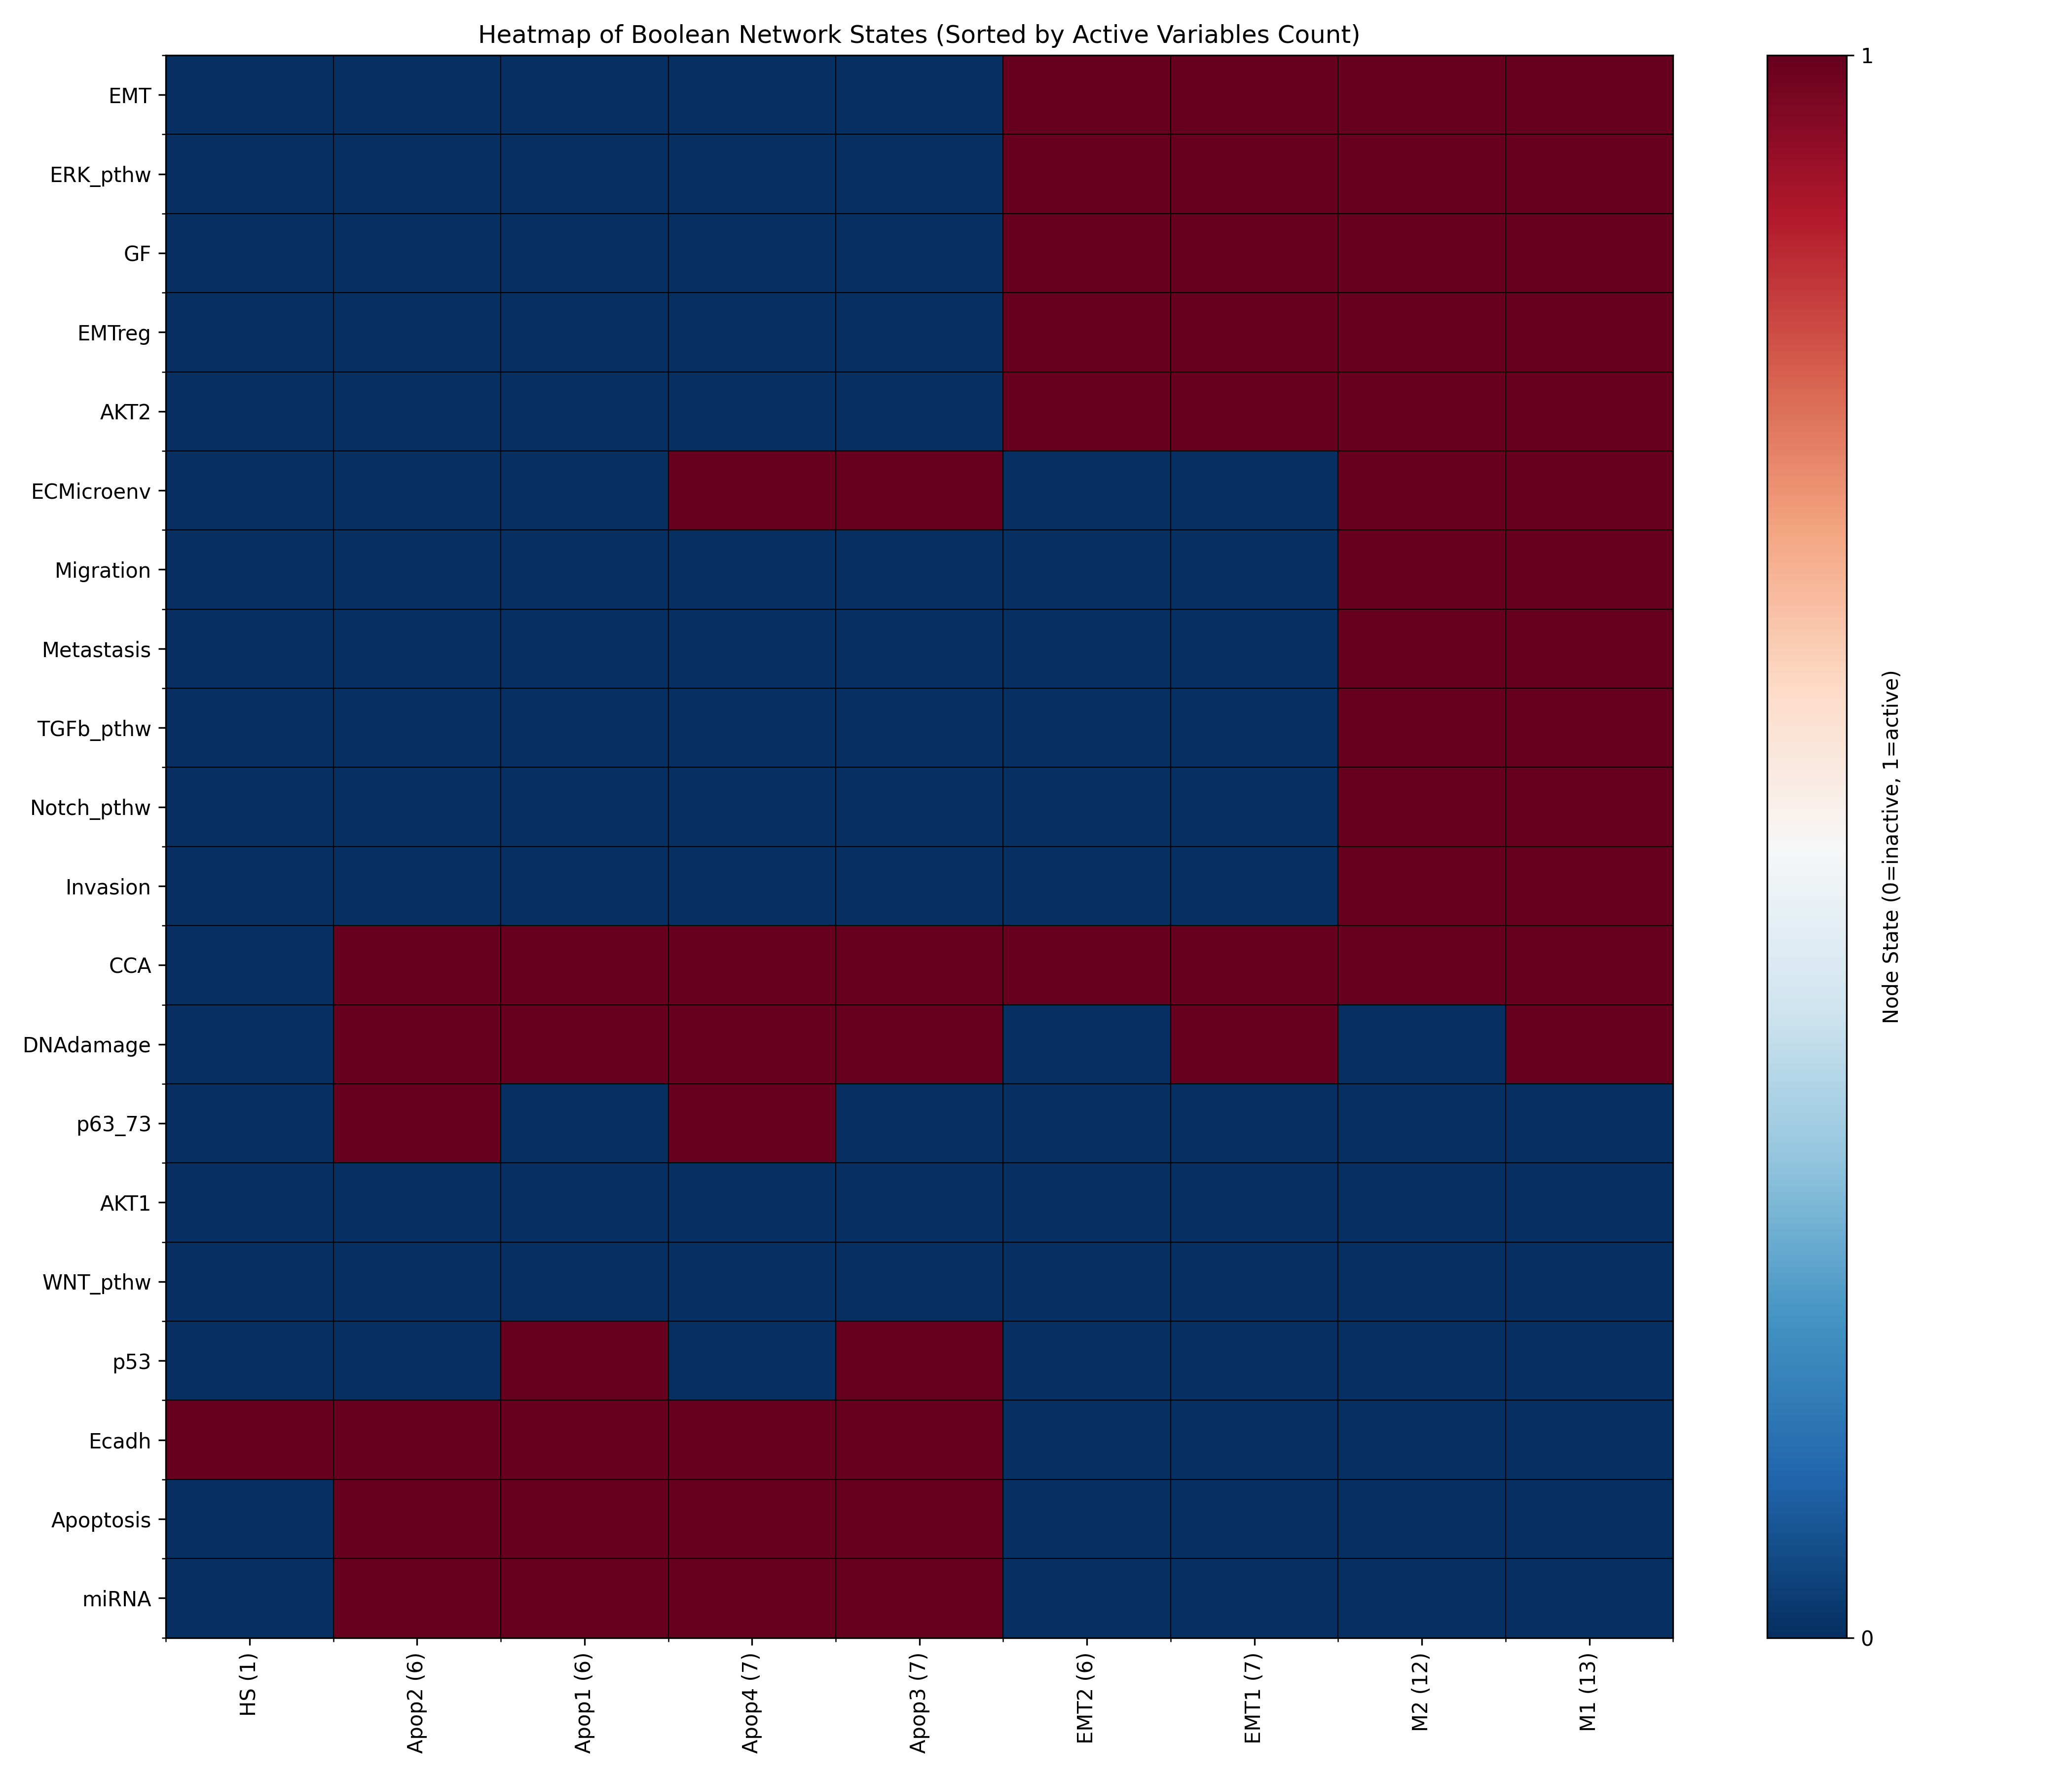 Heatmap of Boolean Network States (Sorted by Active Variables Count)
EMT
ERK_pthw
GF
EMTreg
AKT2
ECMicroenv
Migration
Metastasis
TGFb_pthw
Notch_pthw
Invasion
CCA
DNAdamage
p63_73
AKT1
WNT_pthw
p53
Ecadh
Apoptosis
miRNA
HS (1)
Apop2 (6)
Apop1 (6)
Apop4 (7)
Apop3 (7)
EMT2 (6)
EMT1 (7)
M2 (12)
M1 (13)
1
0
Node State (0=inactive, 1=active)